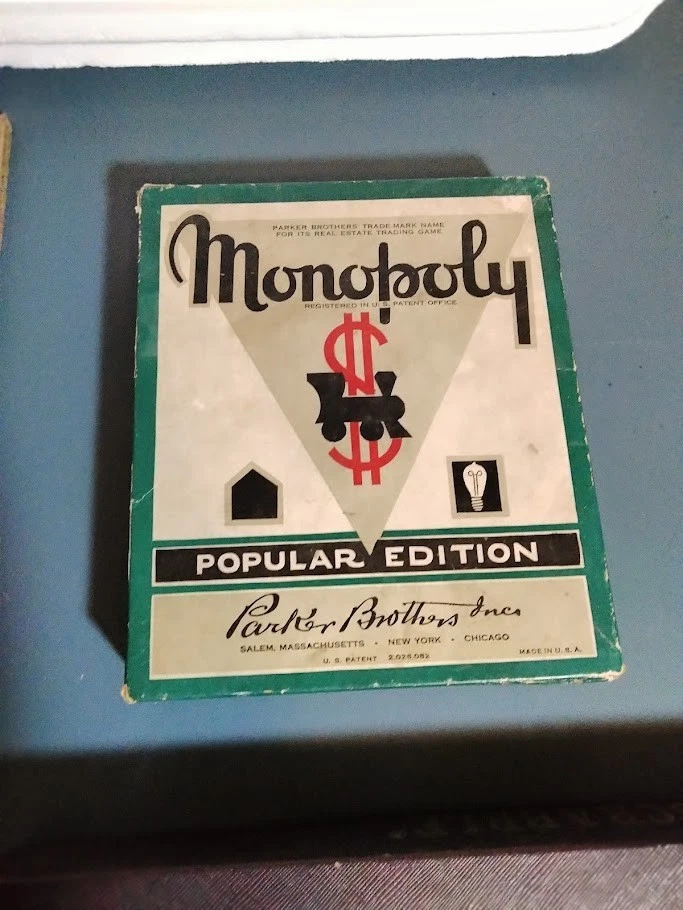 PARKER BROTHERS TRADE-MARK NAME
FOR ITS REAL ESTATE TRADING GAME
Monopoly
REGISTERED IN U. S. PATENT OFFICE
$
POPULAR EDITION
Parker Brothers Inc.
SALEM, MASSACHUSETTS • NEW YORK • CHICAGO
U. S. PATENT 2,026,082
MADE IN U. S. A.